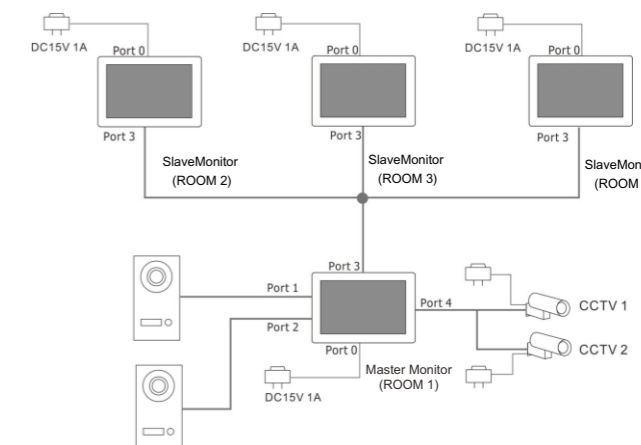 DC15V 1A
Port 0
DC15V 1A
Port 0
DC15V 1A
Port 0
Port 3
Port 3
Port 3
SlaveMonitor
(ROOM 2)
SlaveMonitor
(ROOM 3)
SlaveMon
(ROOM
Port 3
Port 1
Port 2
Port 4
Port 0
CCTV 1
CCTV 2
Master Monitor
(ROOM 1)
DC15V 1A